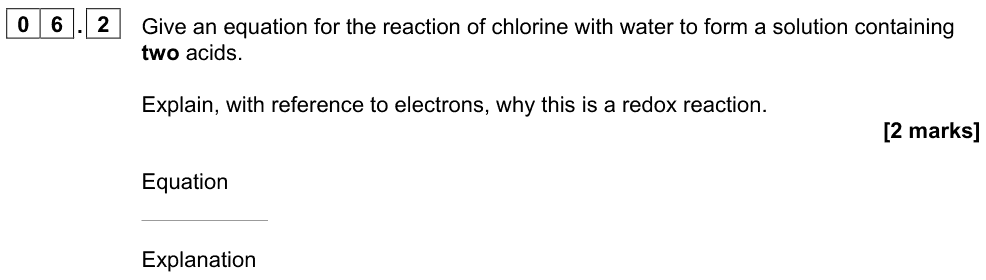 0 6 . 2 Give an equation for the reaction of chlorine with water to form a solution containing
two acids.
Explain, with reference to electrons, why this is a redox reaction.
[2 marks]
Equation
Explanation